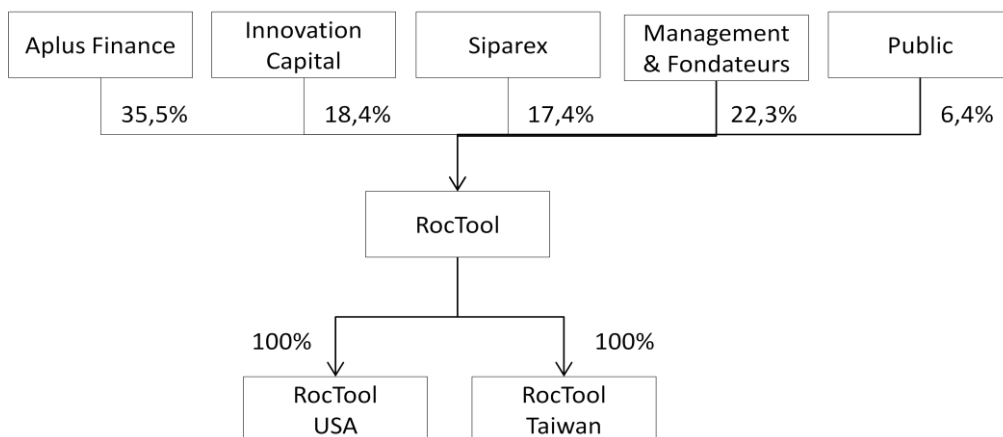 Aplus Finance
Innovation
Capital
Siparex
Management
& Fondateurs
Public
35,5%
18,4%
17,4%
22,3%
6,4%
RocTool
100%
100%
RocTool
USA
RocTool
Taiwan